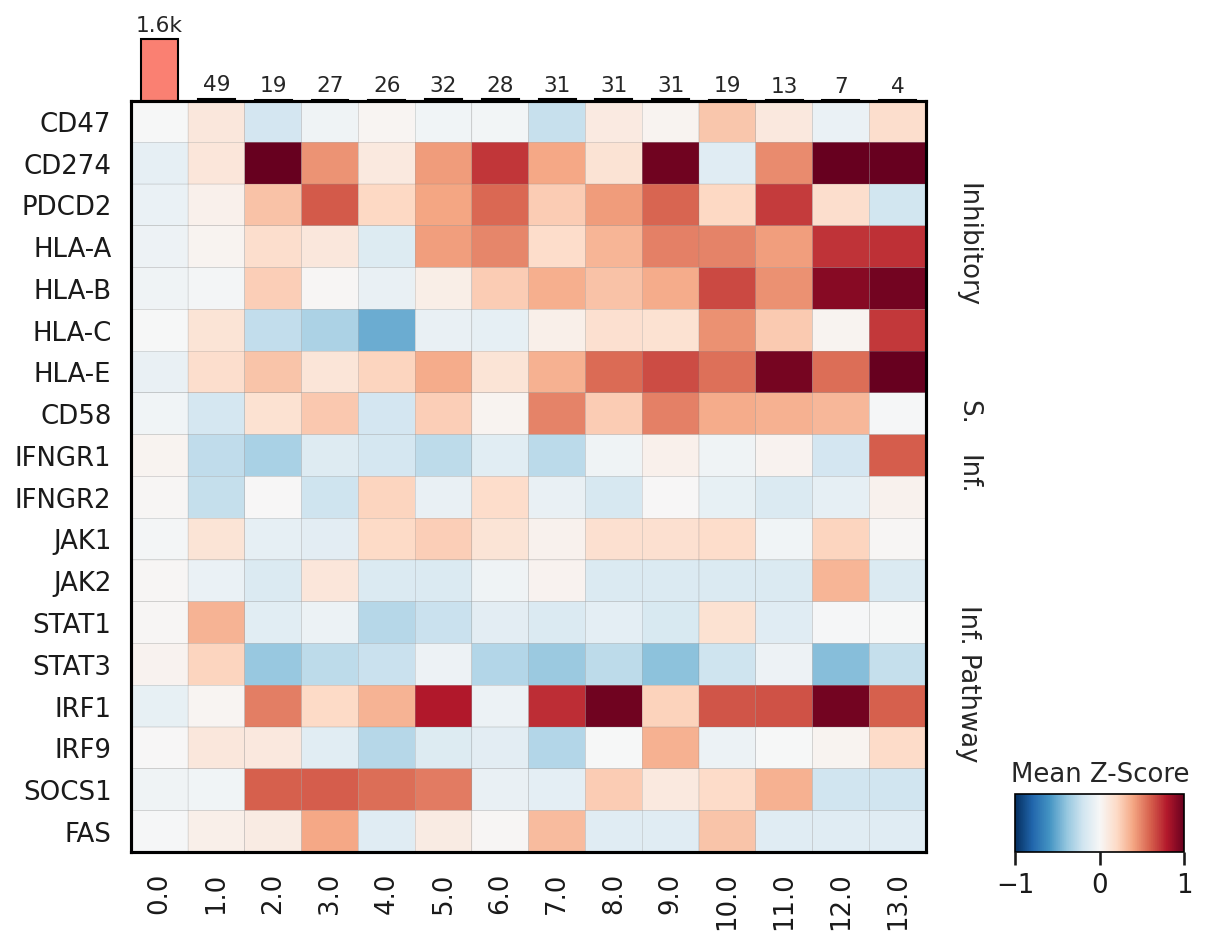 1.6k
49 19 27 26 32 28 31 31 31 19 13 7 4
CD47
CD274
PDCD2
HLA-A
HLA-B
HLA-C
HLA-E
CD58
IFNGR1
IFNGR2
JAK1
JAK2
STAT1
STAT3
IRF1
IRF9
SOCS1
FAS
Inhibitory
S.
Inf.
Inf. Pathway
0.0 1.0 2.0 3.0 4.0 5.0 6.0 7.0 8.0 9.0 10.0 11.0 12.0 13.0
Mean Z-Score
−1 0 1